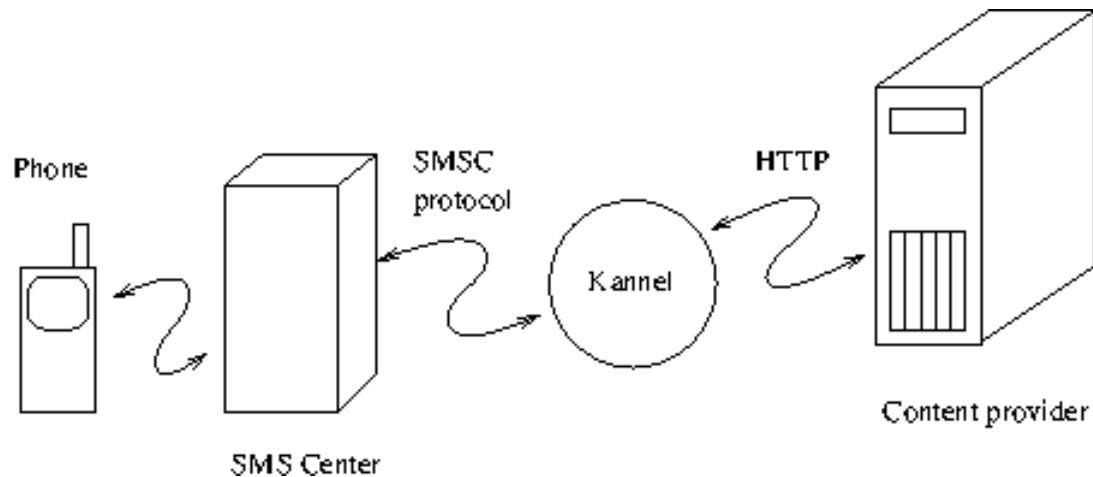 Phone
SMSC
protocol
HTTP
Kannel
Content provider
SMS Center